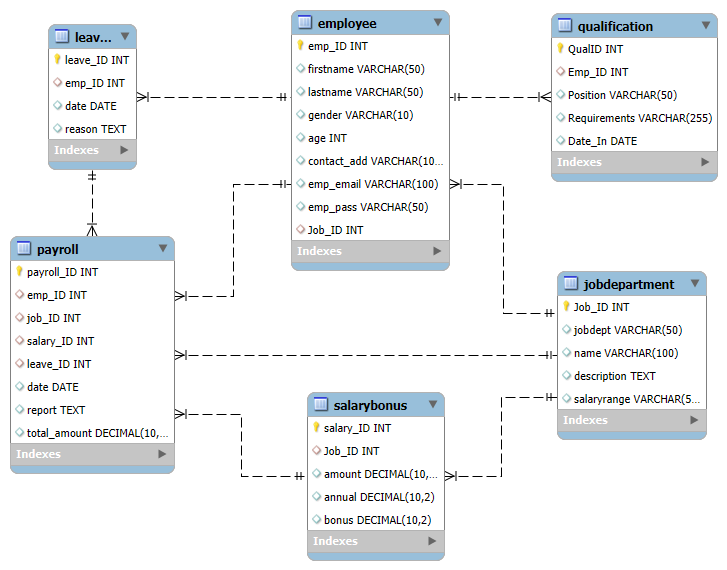 leav...
leave_ID INT
emp_ID INT
date DATE
reason TEXT
Indexes
employee
emp_ID INT
firstname VARCHAR(50)
lastname VARCHAR(50)
gender VARCHAR(10)
age INT
contact_add VARCHAR(10...
emp_email VARCHAR(100)
emp_pass VARCHAR(50)
Job_ID INT
Indexes
qualification
QualID INT
Emp_ID INT
Position VARCHAR(50)
Requirements VARCHAR(255)
Date_In DATE
Indexes
payroll
payroll_ID INT
emp_ID INT
job_ID INT
salary_ID INT
leave_ID INT
date DATE
report TEXT
total_amount DECIMAL(10,...
Indexes
jobdepartment
Job_ID INT
jobdept VARCHAR(50)
name VARCHAR(100)
description TEXT
salaryrange VARCHAR(5...
Indexes
salarybonus
salary_ID INT
Job_ID INT
amount DECIMAL(10,...
annual DECIMAL(10,2)
bonus DECIMAL(10,2)
Indexes